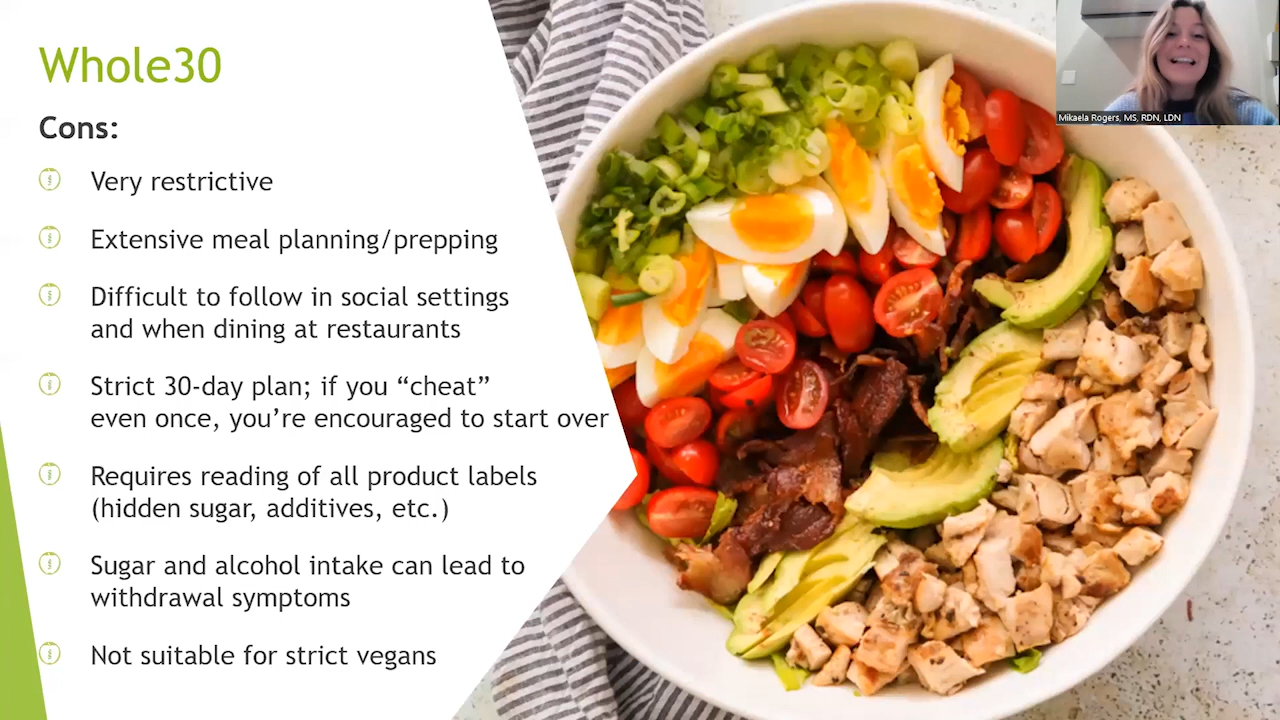 Whole30
Cons:
Very restrictive
Extensive meal planning/prepping
Difficult to follow in social settings
and when dining at restaurants
Strict 30-day plan; if you “cheat”
even once, you’re encouraged to start over
Requires reading of all product labels
(hidden sugar, additives, etc.)
Sugar and alcohol intake can lead to
withdrawal symptoms
Not suitable for strict vegans
Mikaela Rogers, MS, RDN, LDN